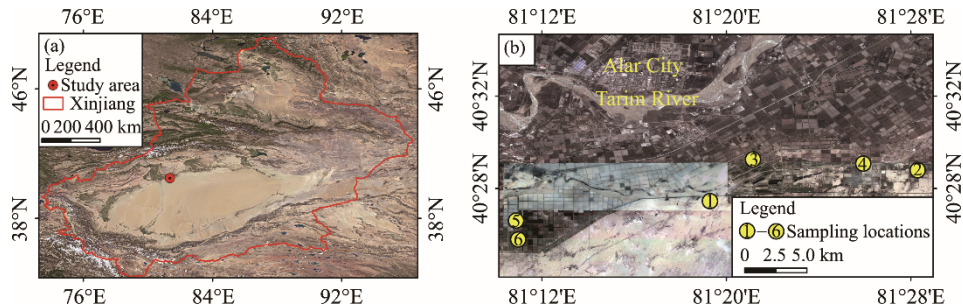 76°E 84°E 92°E
(a)
Legend
Study area
Xinjiang
0 200 400 km
46°N
38°N
46°N
38°N
76°E 84°E 92°E
81°12'E 81°20'E 81°28'E
(b)
Alar City
Tarim River
40°32'N
40°28'N
40°32'N
40°28'N
③ ④ ②
① ⑤ ⑥
Legend
①–⑥ Sampling locations
0 2.5 5.0 km
81°12'E 81°20'E 81°28'E